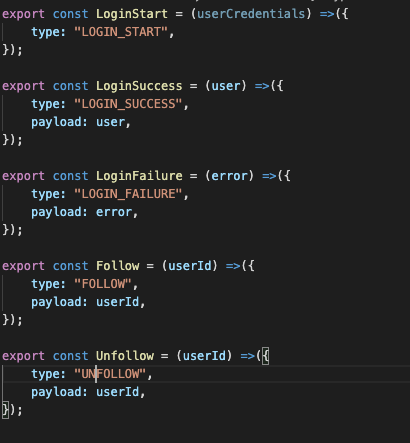 export const LoginStart = (userCredentials) =>({
    type: "LOGIN_START",
});
export const LoginSuccess = (user) =>({
    type: "LOGIN_SUCCESS",
    payload: user,
});
export const LoginFailure = (error) =>({
    type: "LOGIN_FAILURE",
    payload: error,
});
export const Follow = (userId) =>({
    type: "FOLLOW",
    payload: userId,
});
export const Unfollow = (userId) =>({
    type: "UNFOLLOW",
    payload: userId,
});